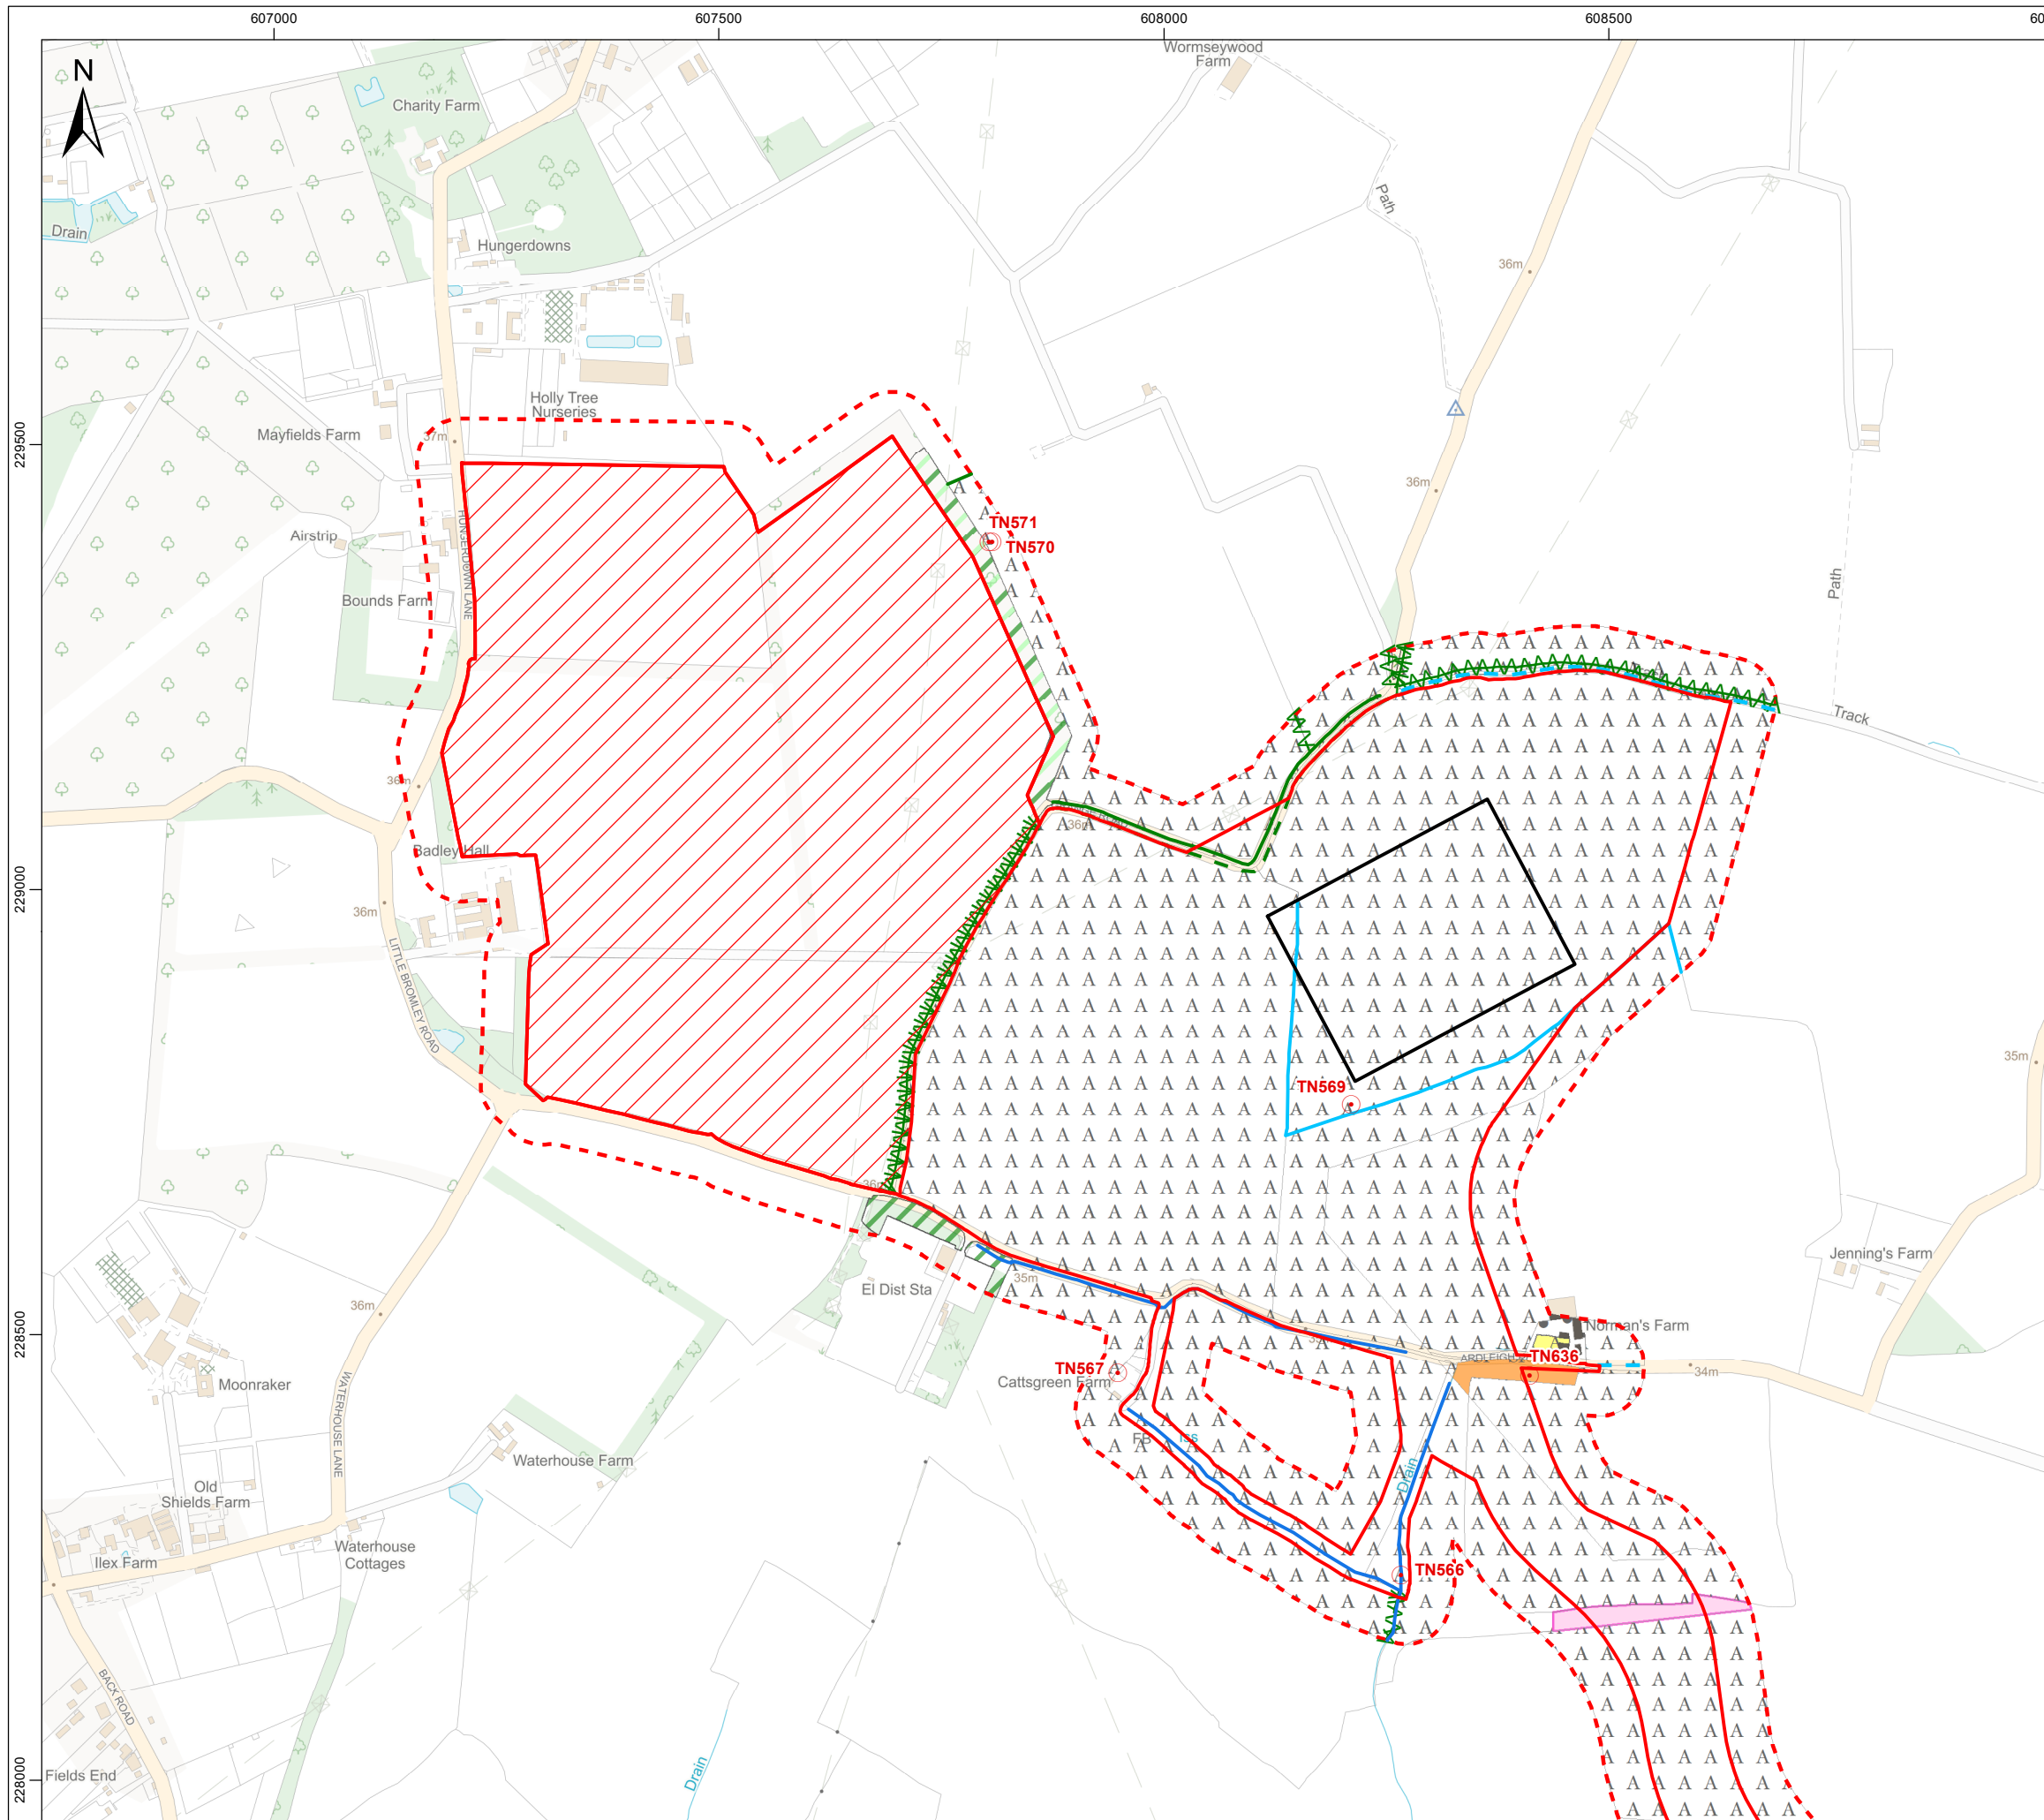 607000
607500
608000
608500
60
229500
229000
228500
228000
N
Wormseywood
Farm
Charity Farm
Path
Drain
Hungerdowns
36m
Holly Tree
Nurseries
Mayfields Farm
37m
36m
A
TN571
TN570
Airstrip
HUNGERDOWN LANE
Bounds Farm
Path
Track
36m
36m
Badley Hall
36m
LITTLE BROMLEY ROAD
35m
TN569
36m
Jenning's Farm
El Dist Sta
35m
36m
Norman's Farm
ARDLEIGH
TN636
TN567
Cattsgreen Farm
34m
Moonraker
WATERHOUSE LANE
FB
Iss
Waterhouse Farm
Drain
Old
Shields Farm
Waterhouse
Cottages
Ilex Farm
TN566
BACK ROAD
Fields End
Drain